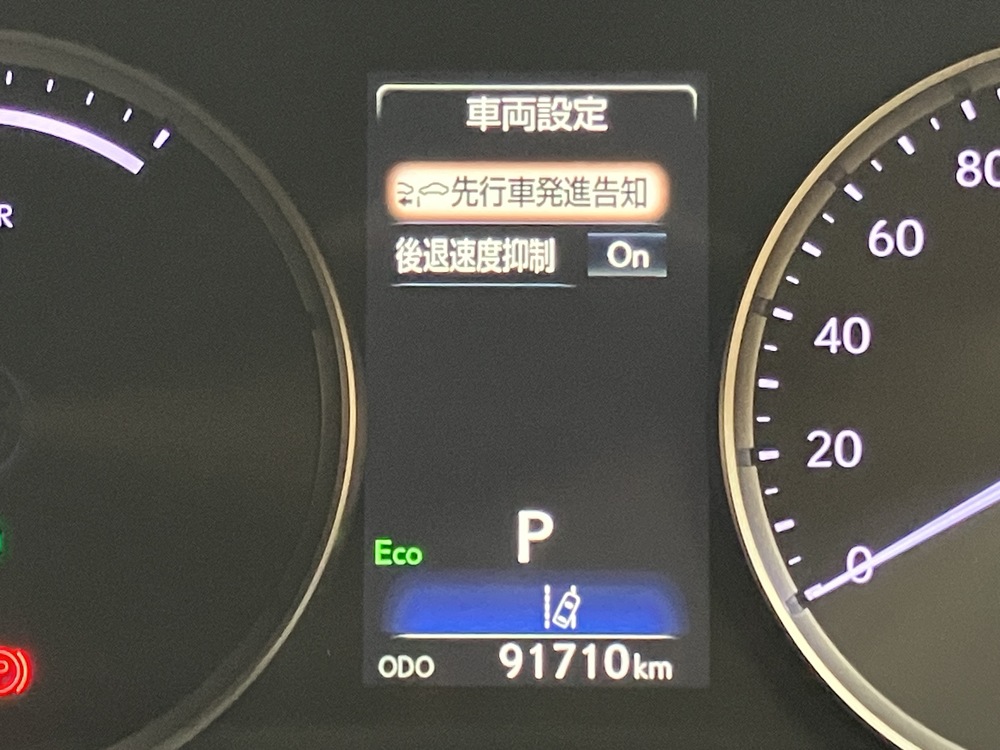 車両設定
先行車発進告知
後退速度抑制 On
80
60
40
20
0
R
P
Eco
ODO 91710km
(P)